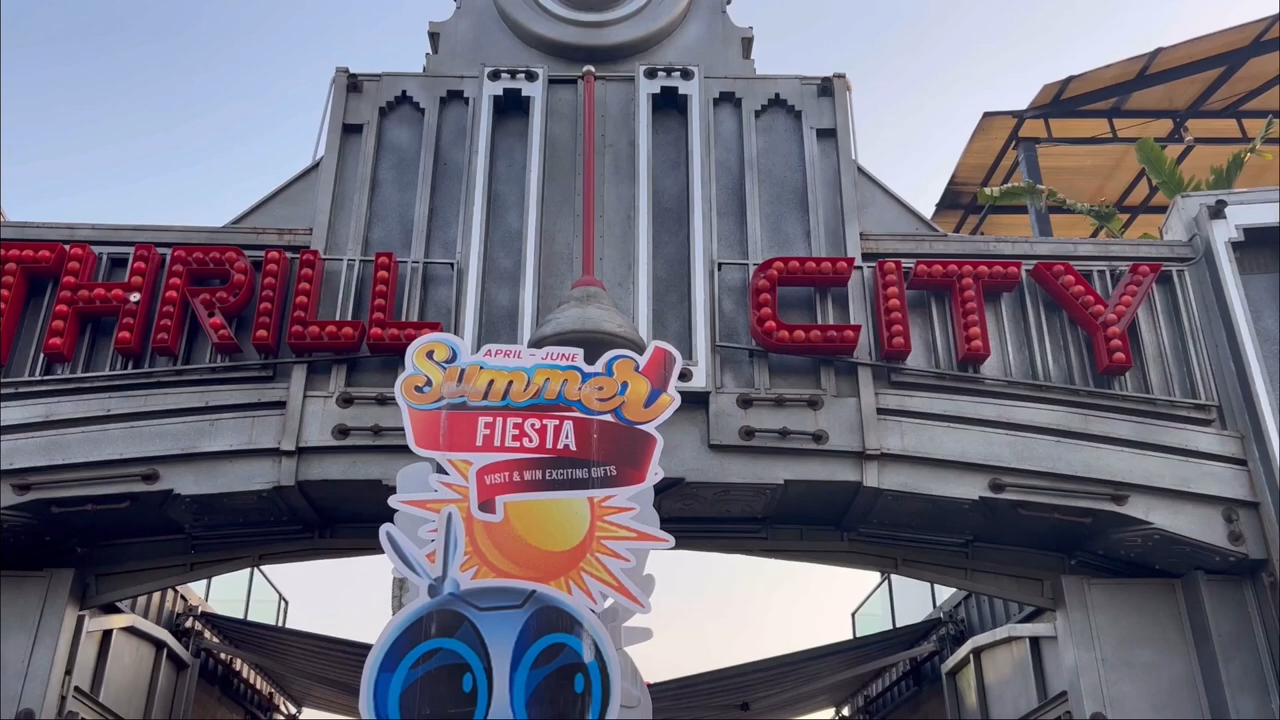 THRILL CITY
APRIL – JUNE
Summer
FIESTA
VISIT & WIN EXCITING GIFTS